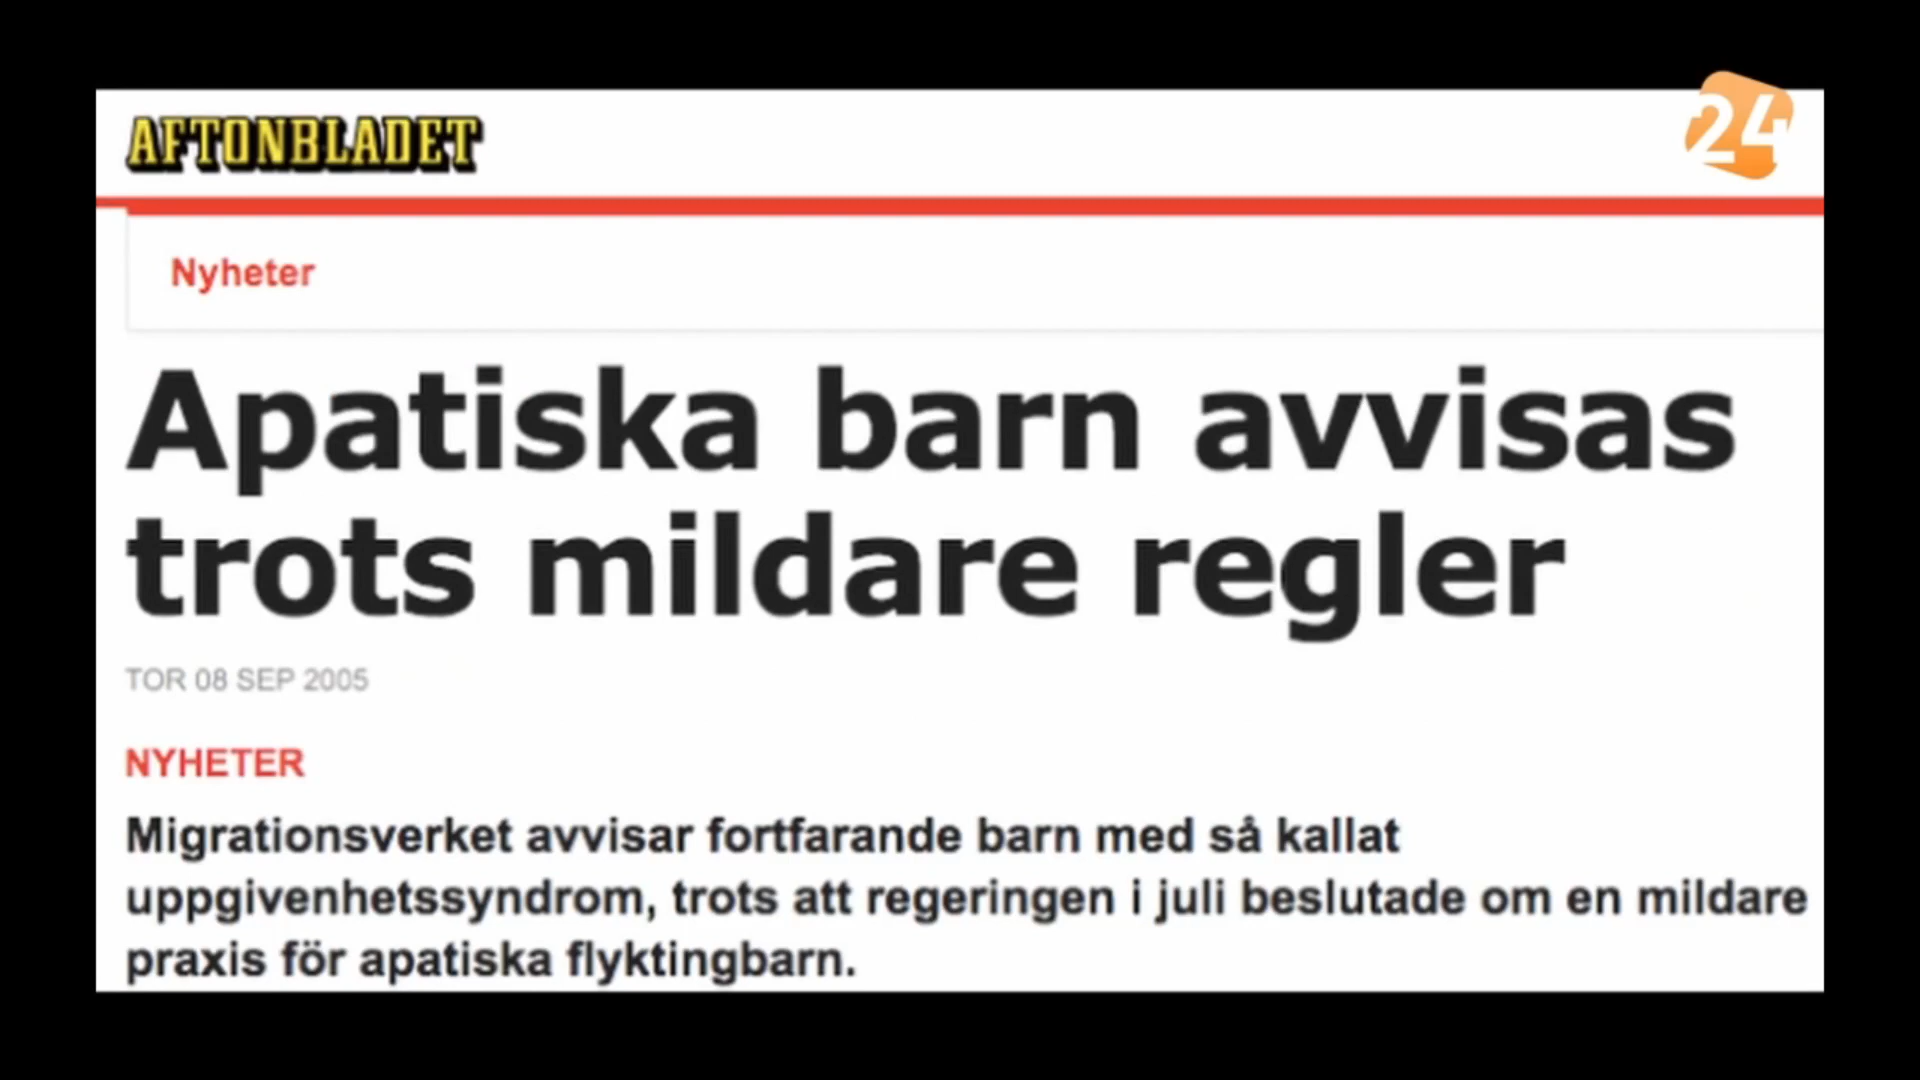 AFTONBLADET
24
Nyheter
Apatiska barn avvisas
trots mildare regler
TOR 08 SEP 2005
NYHETER
Migrationsverket avvisar fortfarande barn med så kallat
uppgivenhetssyndrom, trots att regeringen i juli beslutade om en mildare
praxis för apatiska flyktingbarn.